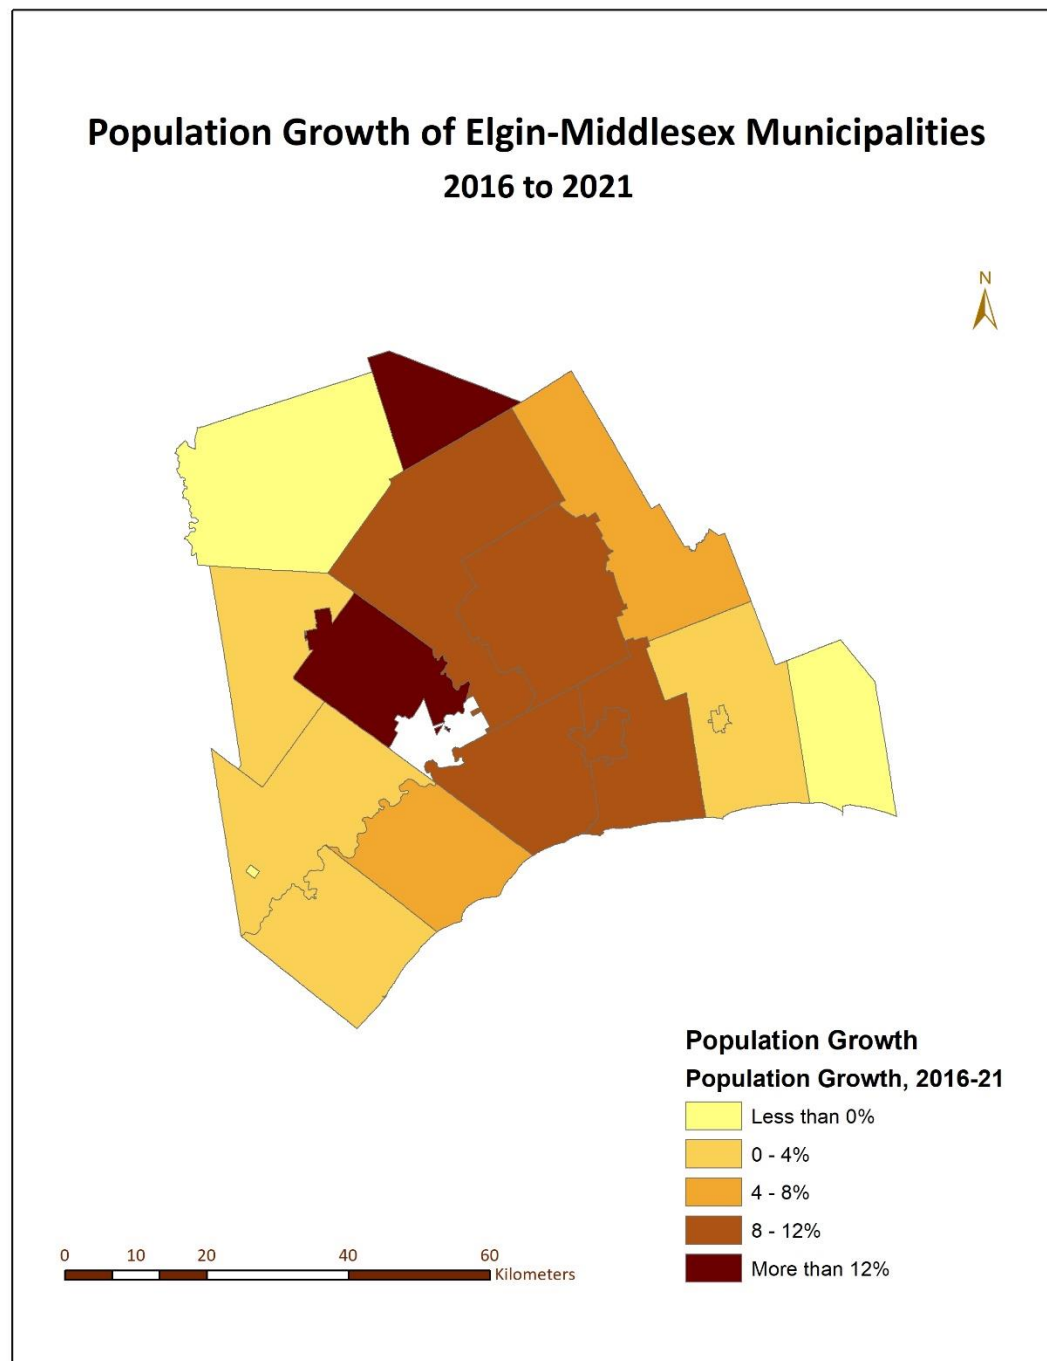 Population Growth of Elgin-Middlesex Municipalities
2016 to 2021
N
Population Growth
Population Growth, 2016-21
Less than 0%
0 - 4%
4 - 8%
8 - 12%
More than 12%
0 10 20 40 60
Kilometers